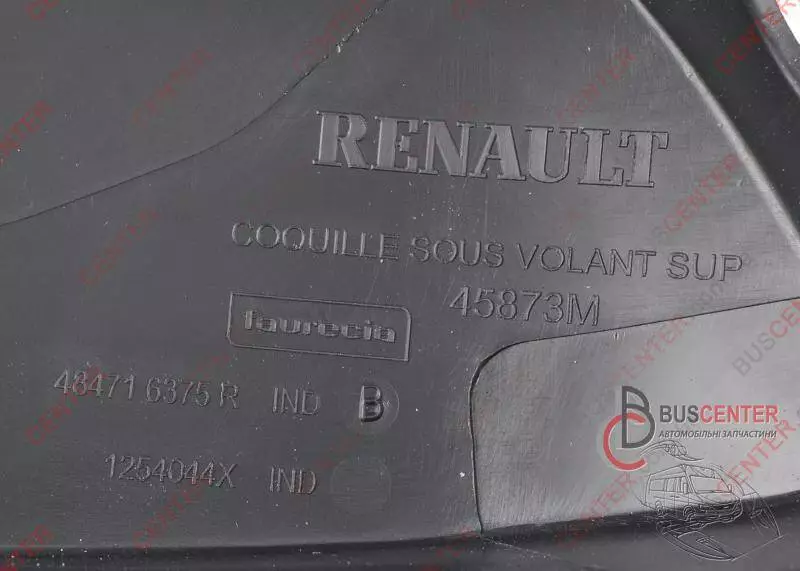 RENAULT
COQUILLE SOUS VOLANT SUP
45873M
faurecia
48471 6375 R IND B
1254044X IND
BUSCENTER
АВТОМОБІЛЬНІ ЗАПЧАСТИНИ